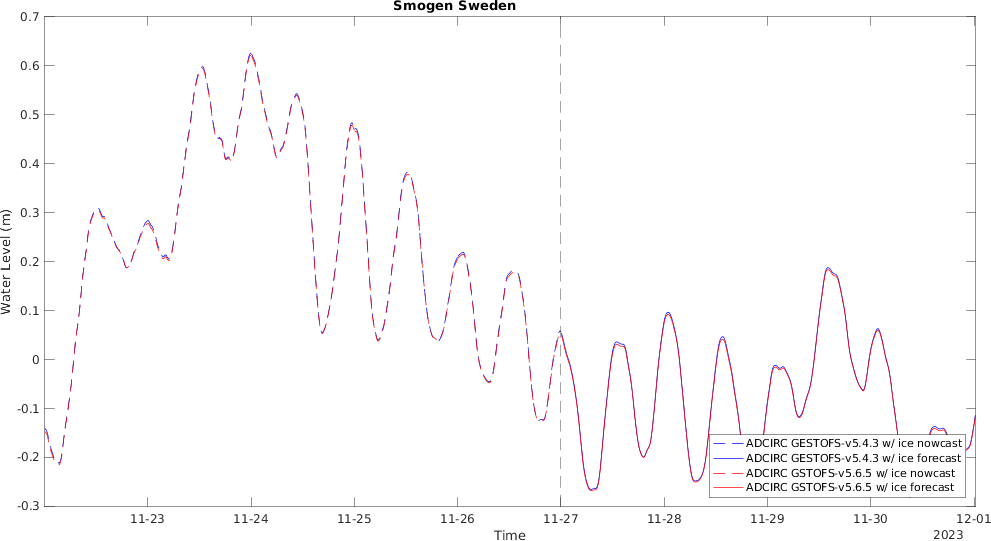 Smogen Sweden
0.7
0.6
0.5
0.4
0.3
0.2
0.1
0
-0.1
-0.2
-0.3
Water Level (m)
ADCIRC GESTOFS-v5.4.3 w/ ice nowcast
ADCIRC GESTOFS-v5.4.3 w/ ice forecast
ADCIRC GSTOFS-v5.6.5 w/ ice nowcast
ADCIRC GSTOFS-v5.6.5 w/ ice forecast
11-23 11-24 11-25 11-26 11-27 11-28 11-29 11-30 12-01
Time
2023